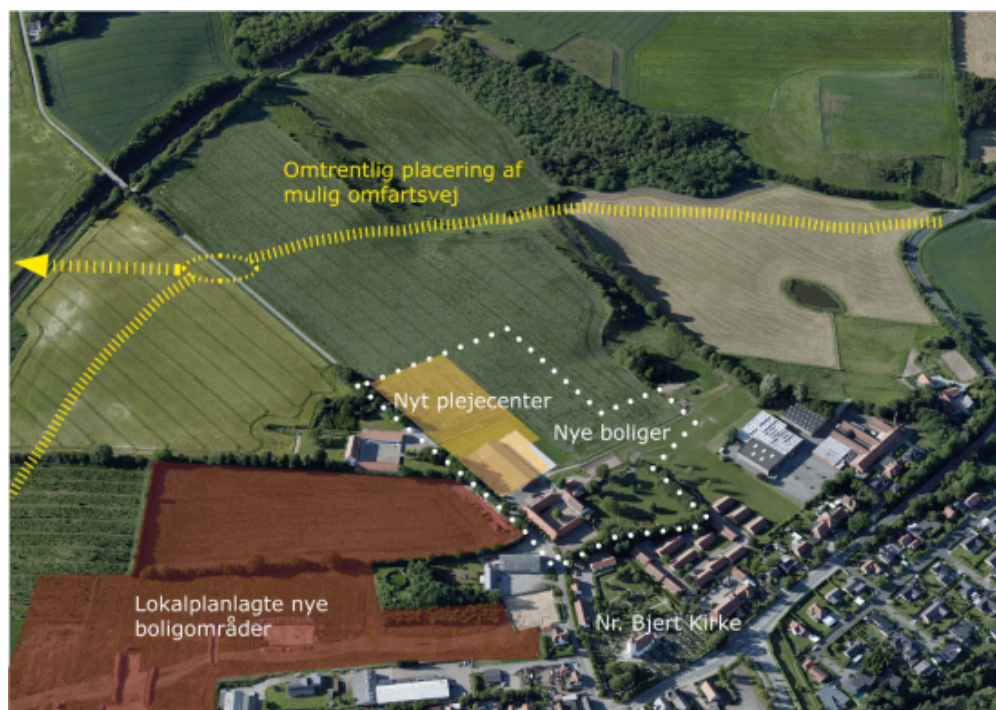 Omtrentlig placering af
mulig omfartsvej
Nyt plejecenter
Nye boliger
Lokalplanlagte nye
boligområder
Nr. Bjert Kirke